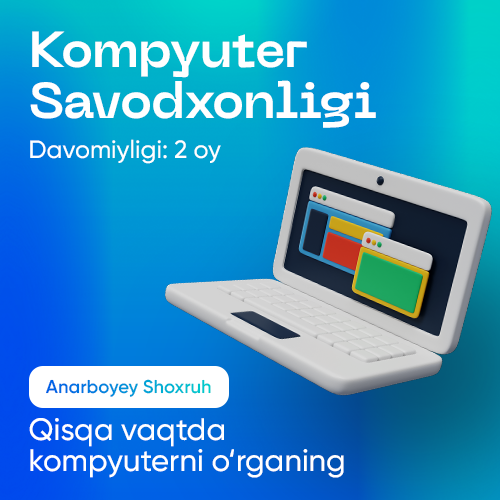 Kompyuter
Savodxonligi
Davomiyligi: 2 oy
Anarboyey Shoxruh
Qisqa vaqtda
kompyuterni o‘rganing